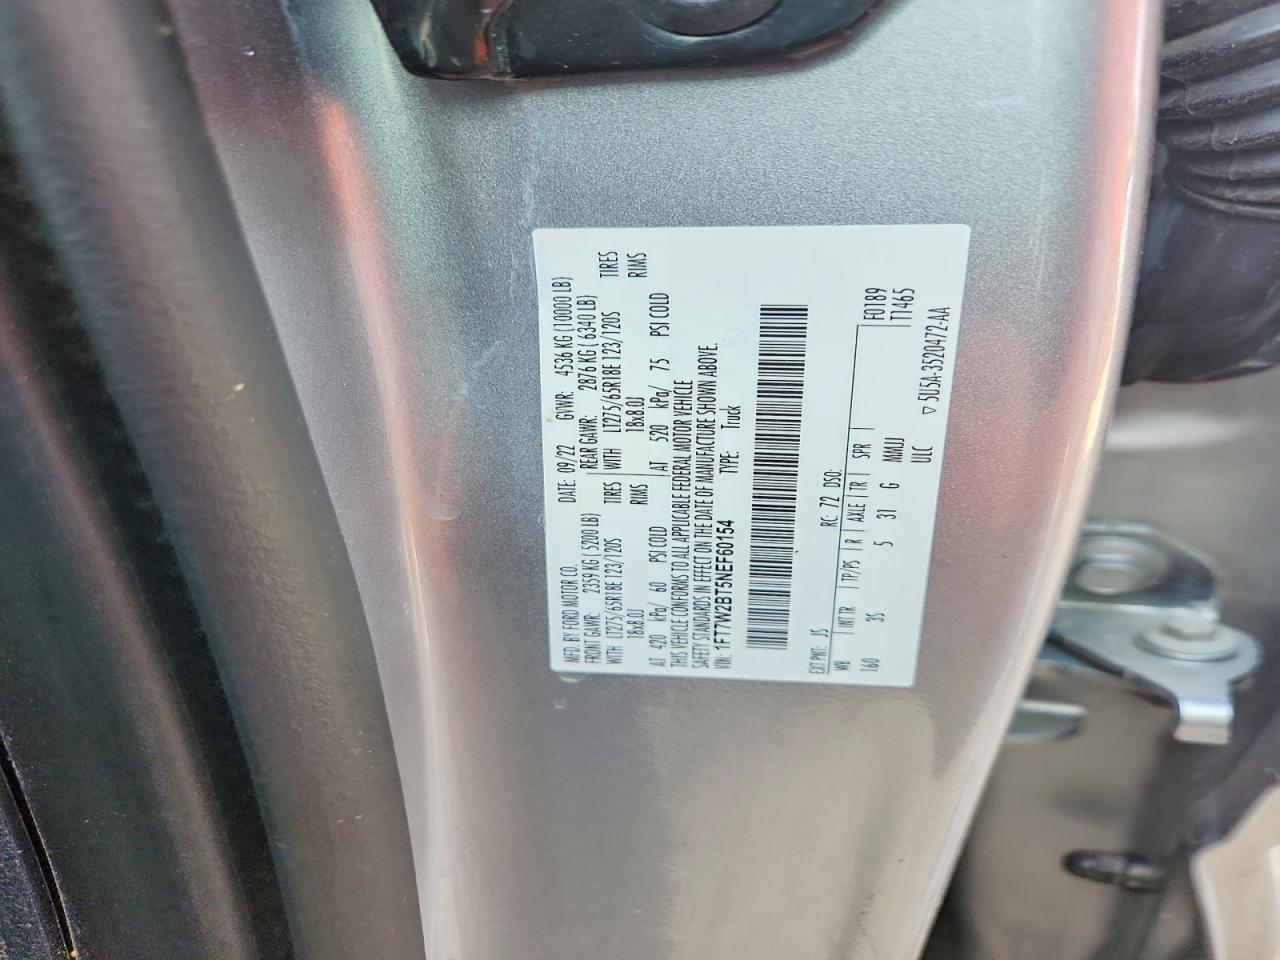 MFD. BY FORD MOTOR CO.
DATE: 09/22 GVWR: 4536 KG (10000 LB)
FRONT GAWR: 2359 KG ( 5200 LB) REAR GAWR: 2876 KG ( 6340 LB)
WITH LT275/65R18E 123/120S TIRES WITH LT275/65R18E 123/120S TIRES
18x8.0J RIMS 18x8.0J RIMS
AT 420 kPa/ 60 PSI COLD AT 520 kPa/ 75 PSI COLD
THIS VEHICLE CONFORMS TO ALL APPLICABLE FEDERAL MOTOR VEHICLE
SAFETY STANDARDS IN EFFECT ON THE DATE OF MANUFACTURE SHOWN ABOVE.
VIN: 1FT7W2BT5NEF60154 TYPE: Truck
F0189
EXT PNT: JS RC: 72 DSO: T1465
WB INT TR TP/PS R AXLE TR SPR
160 3S 5 31 G MMJJ
ULC
▽ 5U5A-3520472-AA